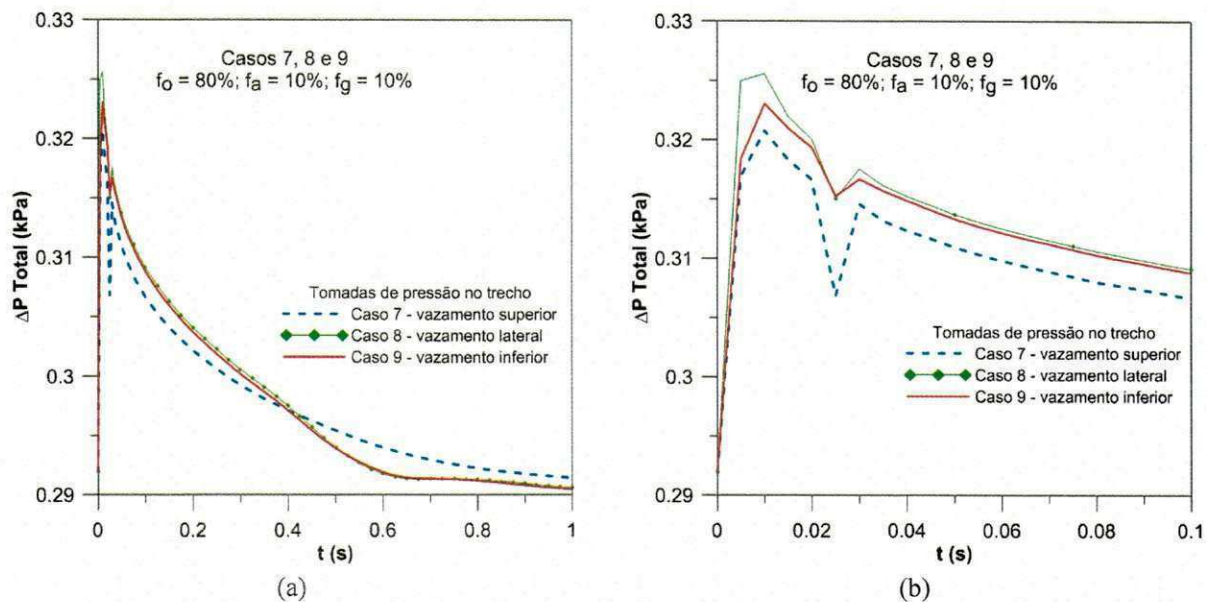 0.33
0.32
0.31
0.3
0.29
ΔP Total (kPa)
Casos 7, 8 e 9
fo = 80%; fa = 10%; fg = 10%
Tomadas de pressão no trecho
Caso 7 - vazamento superior
Caso 8 - vazamento lateral
Caso 9 - vazamento inferior
0 0.2 0.4 0.6 0.8 1
t (s)
(a)
0.33
0.32
0.31
0.3
0.29
ΔP Total (kPa)
Casos 7, 8 e 9
fo = 80%; fa = 10%; fg = 10%
Tomadas de pressão no trecho
Caso 7 - vazamento superior
Caso 8 - vazamento lateral
Caso 9 - vazamento inferior
0 0.02 0.04 0.06 0.08 0.1
t (s)
(b)